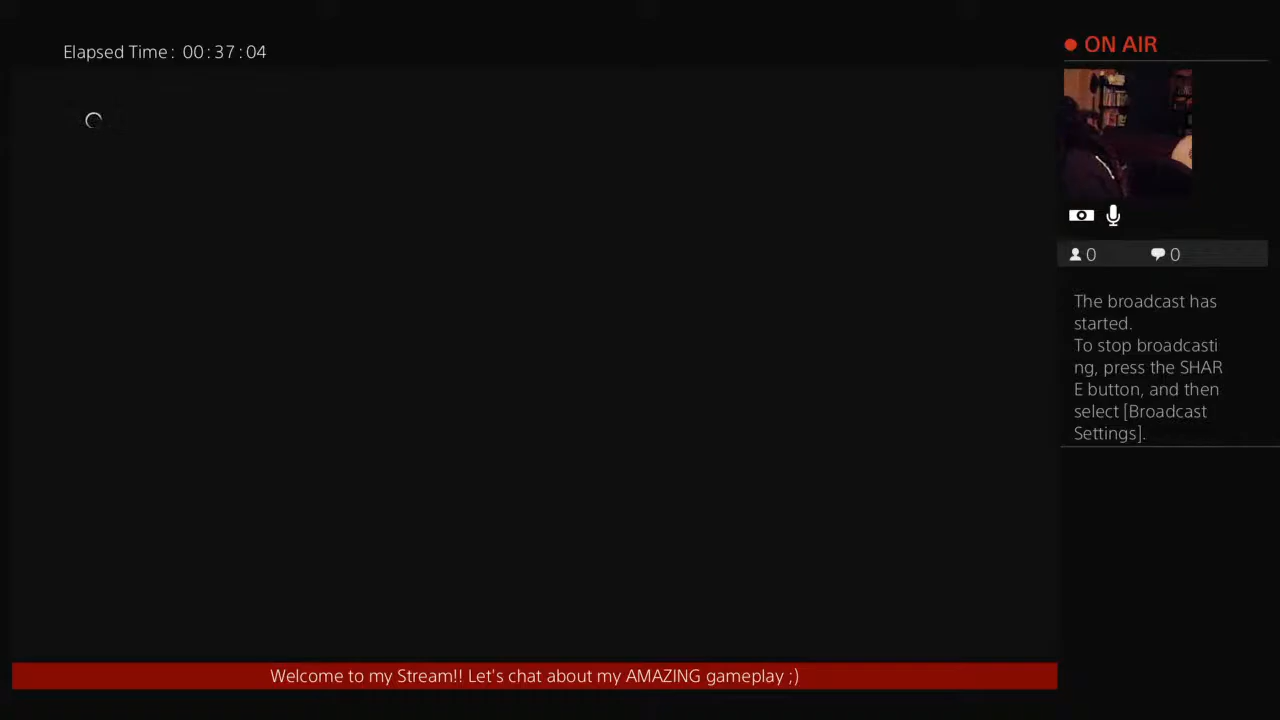 Elapsed Time: 00:37:04
ON AIR
0 0
The broadcast has
started.
To stop broadcasti
ng, press the SHAR
E button, and then
select [Broadcast
Settings].
Welcome to my Stream!! Let's chat about my AMAZING gameplay ;)